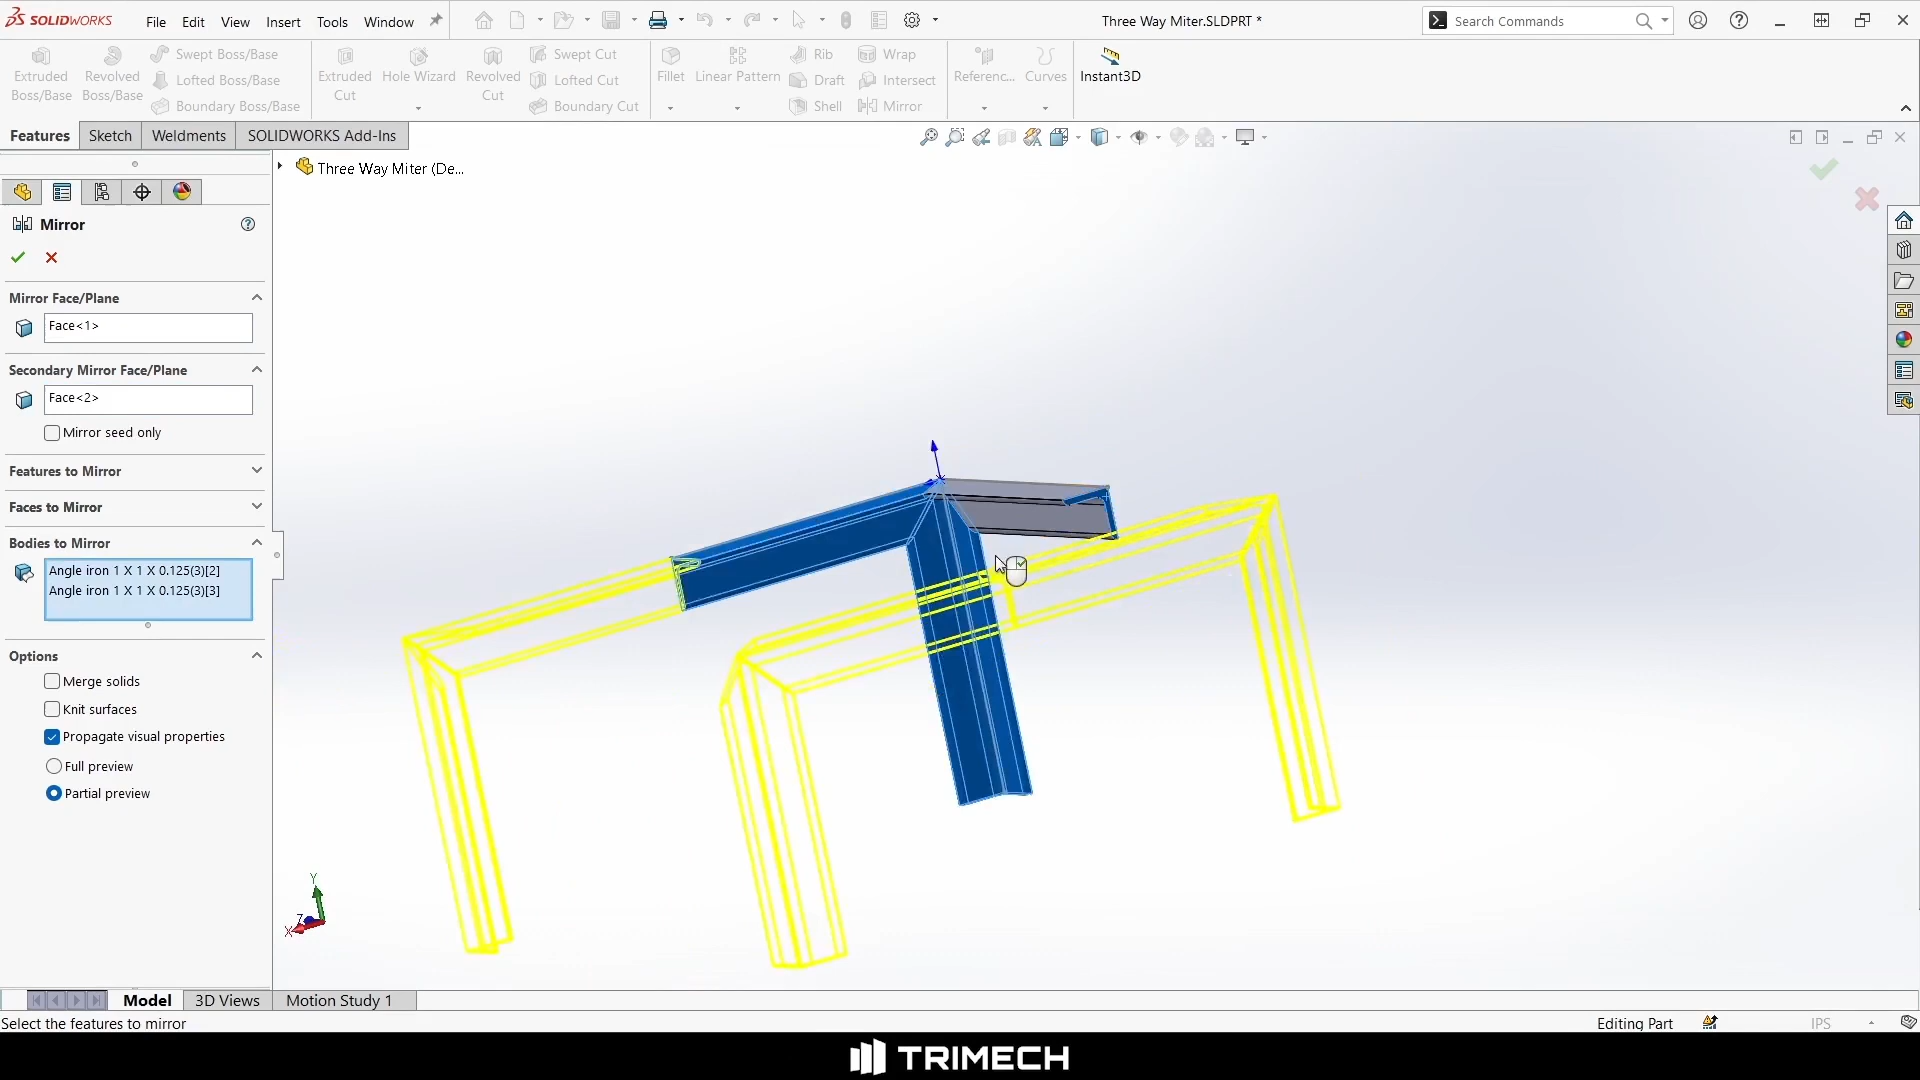 SOLIDWORKS
File
Edit
View
Insert
Tools
Window
Three Way Miter.SLDPRT *
Search Commands
Extruded
Boss/Base
Revolved
Boss/Base
Swept Boss/Base
Lofted Boss/Base
Boundary Boss/Base
Extruded
Cut
Hole Wizard
Revolved
Cut
Swept Cut
Lofted Cut
Boundary Cut
Fillet
Linear Pattern
Rib
Draft
Shell
Wrap
Intersect
Mirror
Referenc...
Curves
Instant3D
Features
Sketch
Weldments
SOLIDWORKS Add-Ins
Three Way Miter (De...
Mirror
Mirror Face/Plane
Face<1>
Secondary Mirror Face/Plane
Face<2>
Mirror seed only
Features to Mirror
Faces to Mirror
Bodies to Mirror
Angle iron 1 X 1 X 0.125(3)[2]
Angle iron 1 X 1 X 0.125(3)[3]
Options
Merge solids
Knit surfaces
Propagate visual properties
Full preview
Partial preview
Y
Z
X
Model
3D Views
Motion Study 1
Select the features to mirror
Editing Part
IPS
TRIMECH